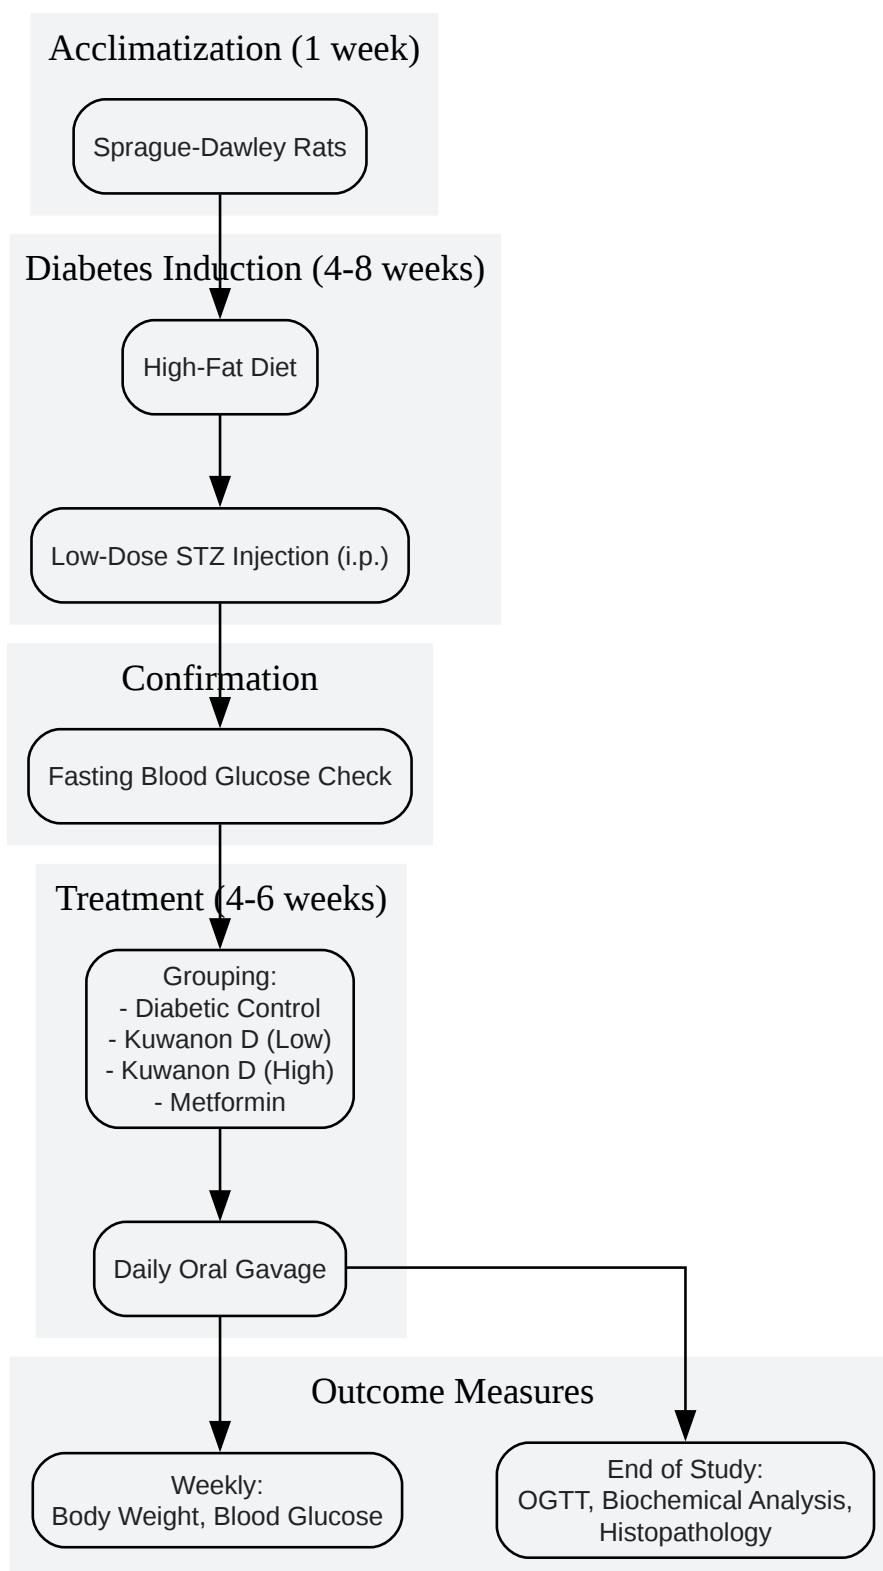 Acclimatization (1 week)
Sprague-Dawley Rats
Diabetes Induction (4-8 weeks)
High-Fat Diet
Low-Dose STZ Injection (i.p.)
Confirmation
Fasting Blood Glucose Check
Treatment (4-6 weeks)
Grouping:
- Diabetic Control
- Kuwanon D (Low)
- Kuwanon D (High)
- Metformin
Daily Oral Gavage
Outcome Measures
Weekly:
Body Weight, Blood Glucose
End of Study:
OGTT, Biochemical Analysis,
Histopathology